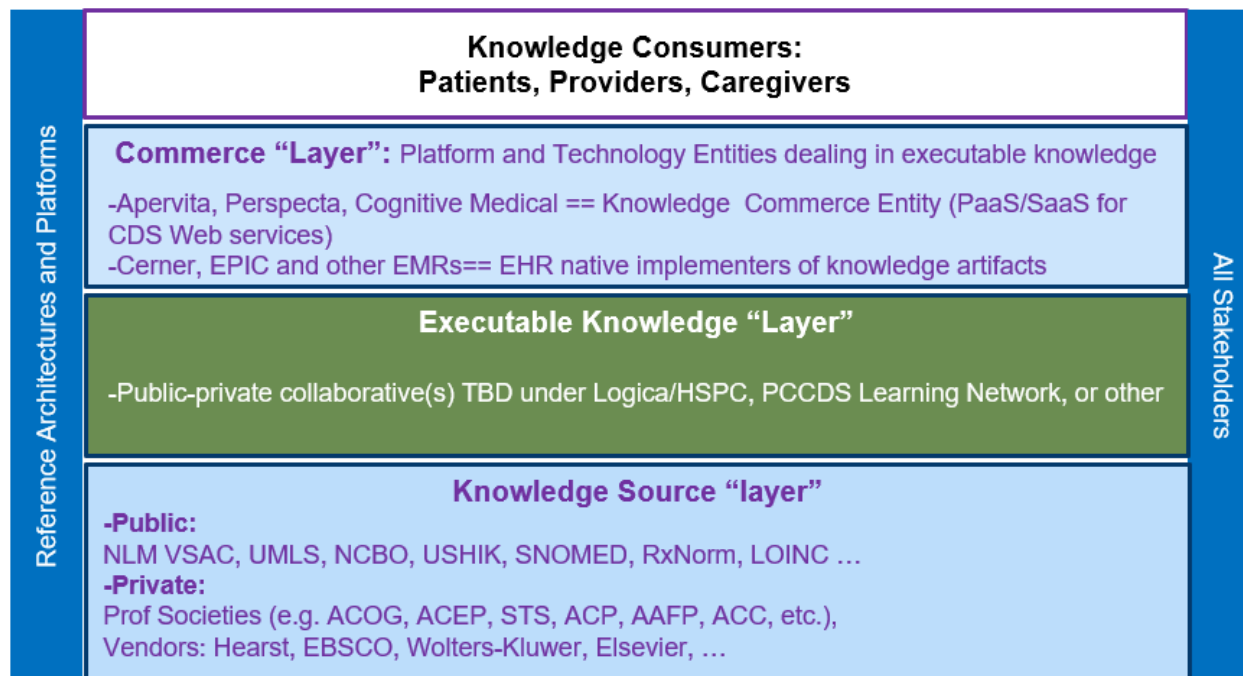 Knowledge Consumers:
Patients, Providers, Caregivers
Reference Architectures and Platforms
Commerce “Layer”: Platform and Technology Entities dealing in executable knowledge
-Apervita, Perspecta, Cognitive Medical == Knowledge Commerce Entity (PaaS/SaaS for
CDS Web services)
-Cerner, EPIC and other EMRs== EHR native implementers of knowledge artifacts
Executable Knowledge “Layer”
-Public-private collaborative(s) TBD under Logica/HSPC, PCCDS Learning Network, or other
Knowledge Source “layer”
-Public:
NLM VSAC, UMLS, NCBO, USHIK, SNOMED, RxNorm, LOINC …
-Private:
Prof Societies (e.g. ACOG, ACEP, STS, ACP, AAFP, ACC, etc.),
Vendors: Hearst, EBSCO, Wolters-Kluwer, Elsevier, …
All Stakeholders